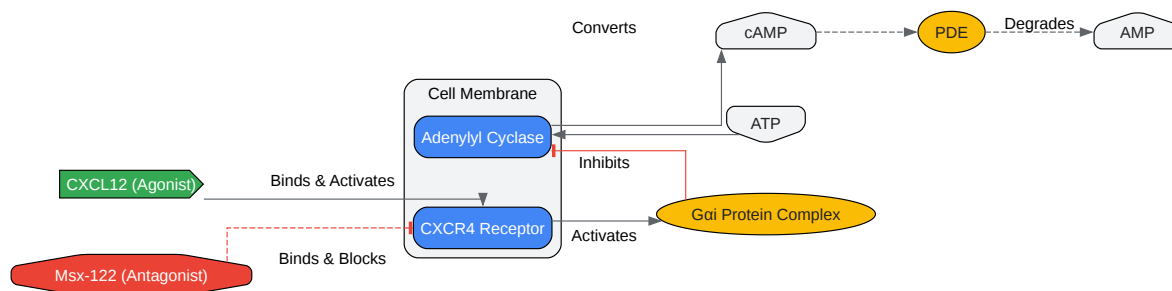 Converts
cAMP
PDE
Degrades
AMP
Cell Membrane
Adenylyl Cyclase
ATP
Inhibits
CXCL12 (Agonist)
Binds & Activates
CXCR4 Receptor
Activates
Gαi Protein Complex
Binds & Blocks
Msx-122 (Antagonist)